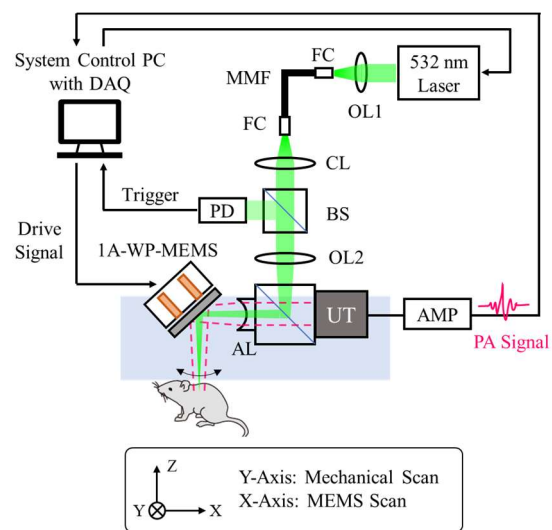 System Control PC
with DAQ
MMF
FC
532 nm
Laser
OL1
FC
CL
Trigger
PD
BS
Drive
Signal
1A-WP-MEMS
OL2
UT
AMP
AL
PA Signal
Z
Y
X
Y-Axis: Mechanical Scan
X-Axis: MEMS Scan